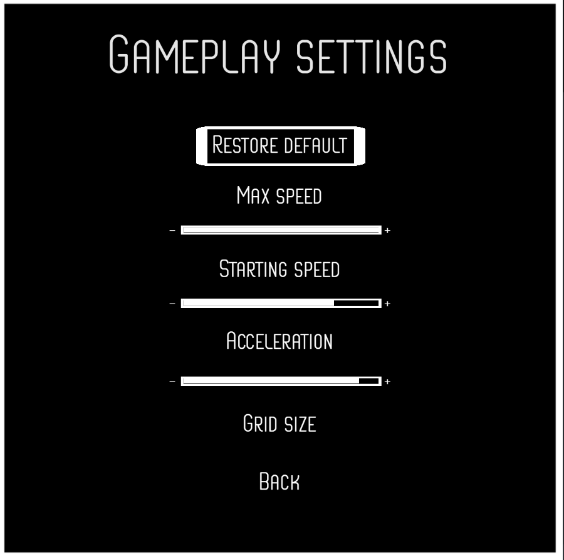 Gameplay settings
Restore default
Max speed
- +
Starting speed
- +
Acceleration
- +
Grid size
Back